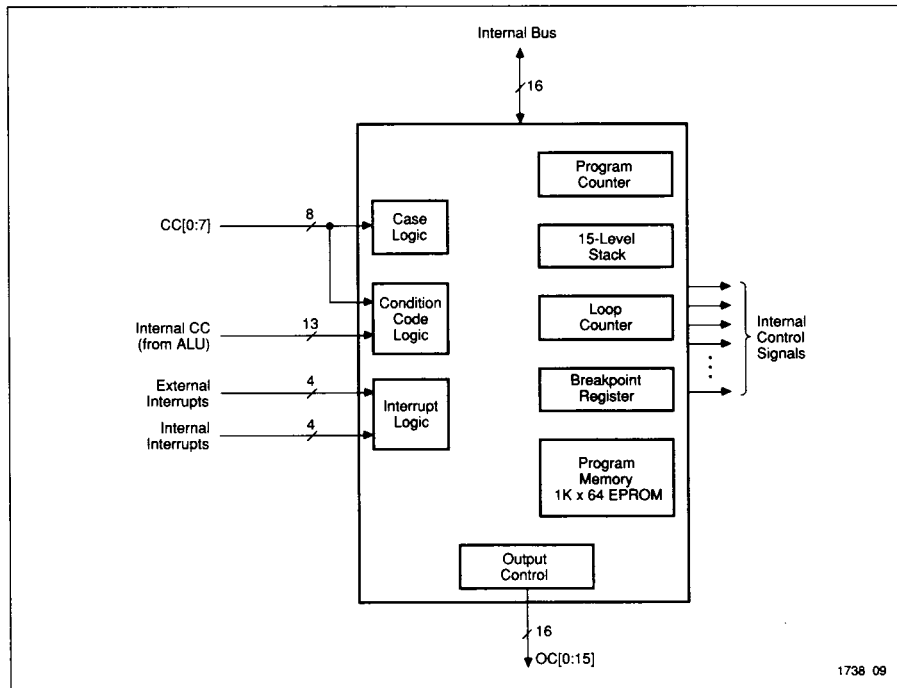 Internal Bus
16
Program
Counter
CC[0:7]
8
Case
Logic
15-Level
Stack
Condition
Code
Logic
Internal CC
(from ALU)
13
Loop
Counter
Internal
Control
Signals
External
Interrupts
4
Interrupt
Logic
Internal
Interrupts
4
Breakpoint
Register
Program
Memory
1K x 64 EPROM
Output
Control
16
OC[0:15]
1738 09